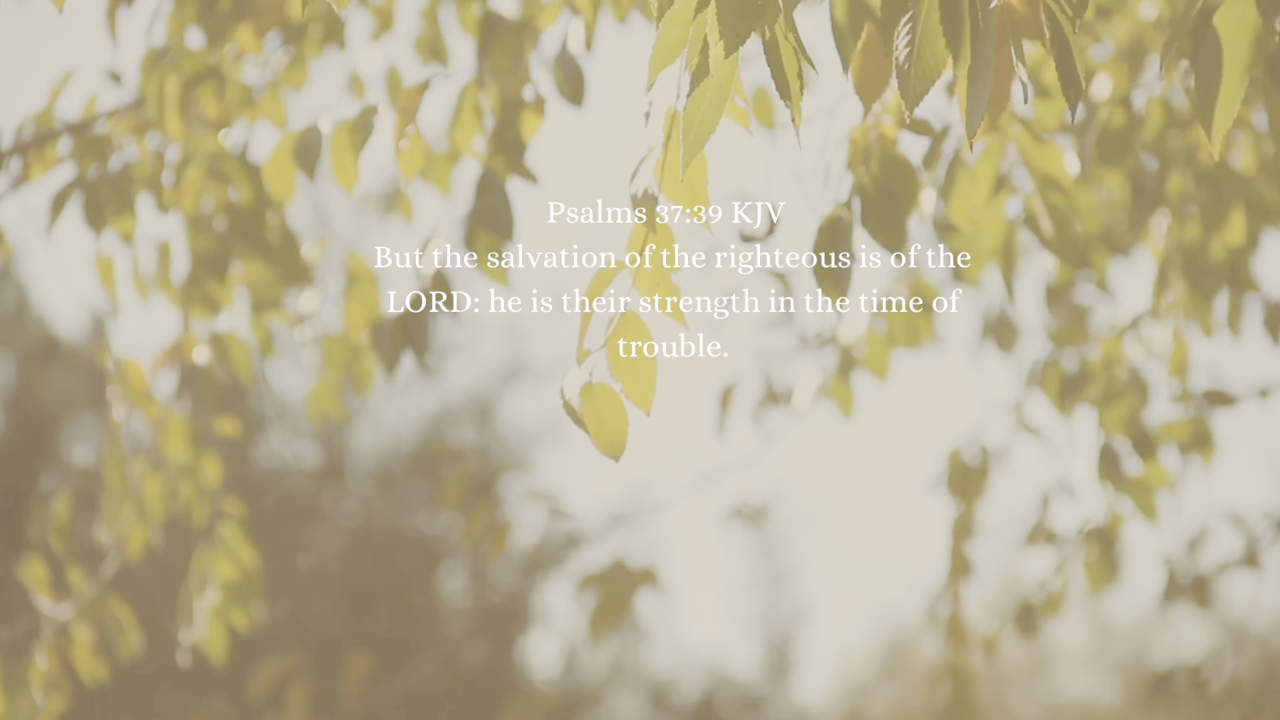 Psalms 37:39 KJV
But the salvation of the righteous is of the
LORD: he is their strength in the time of
trouble.